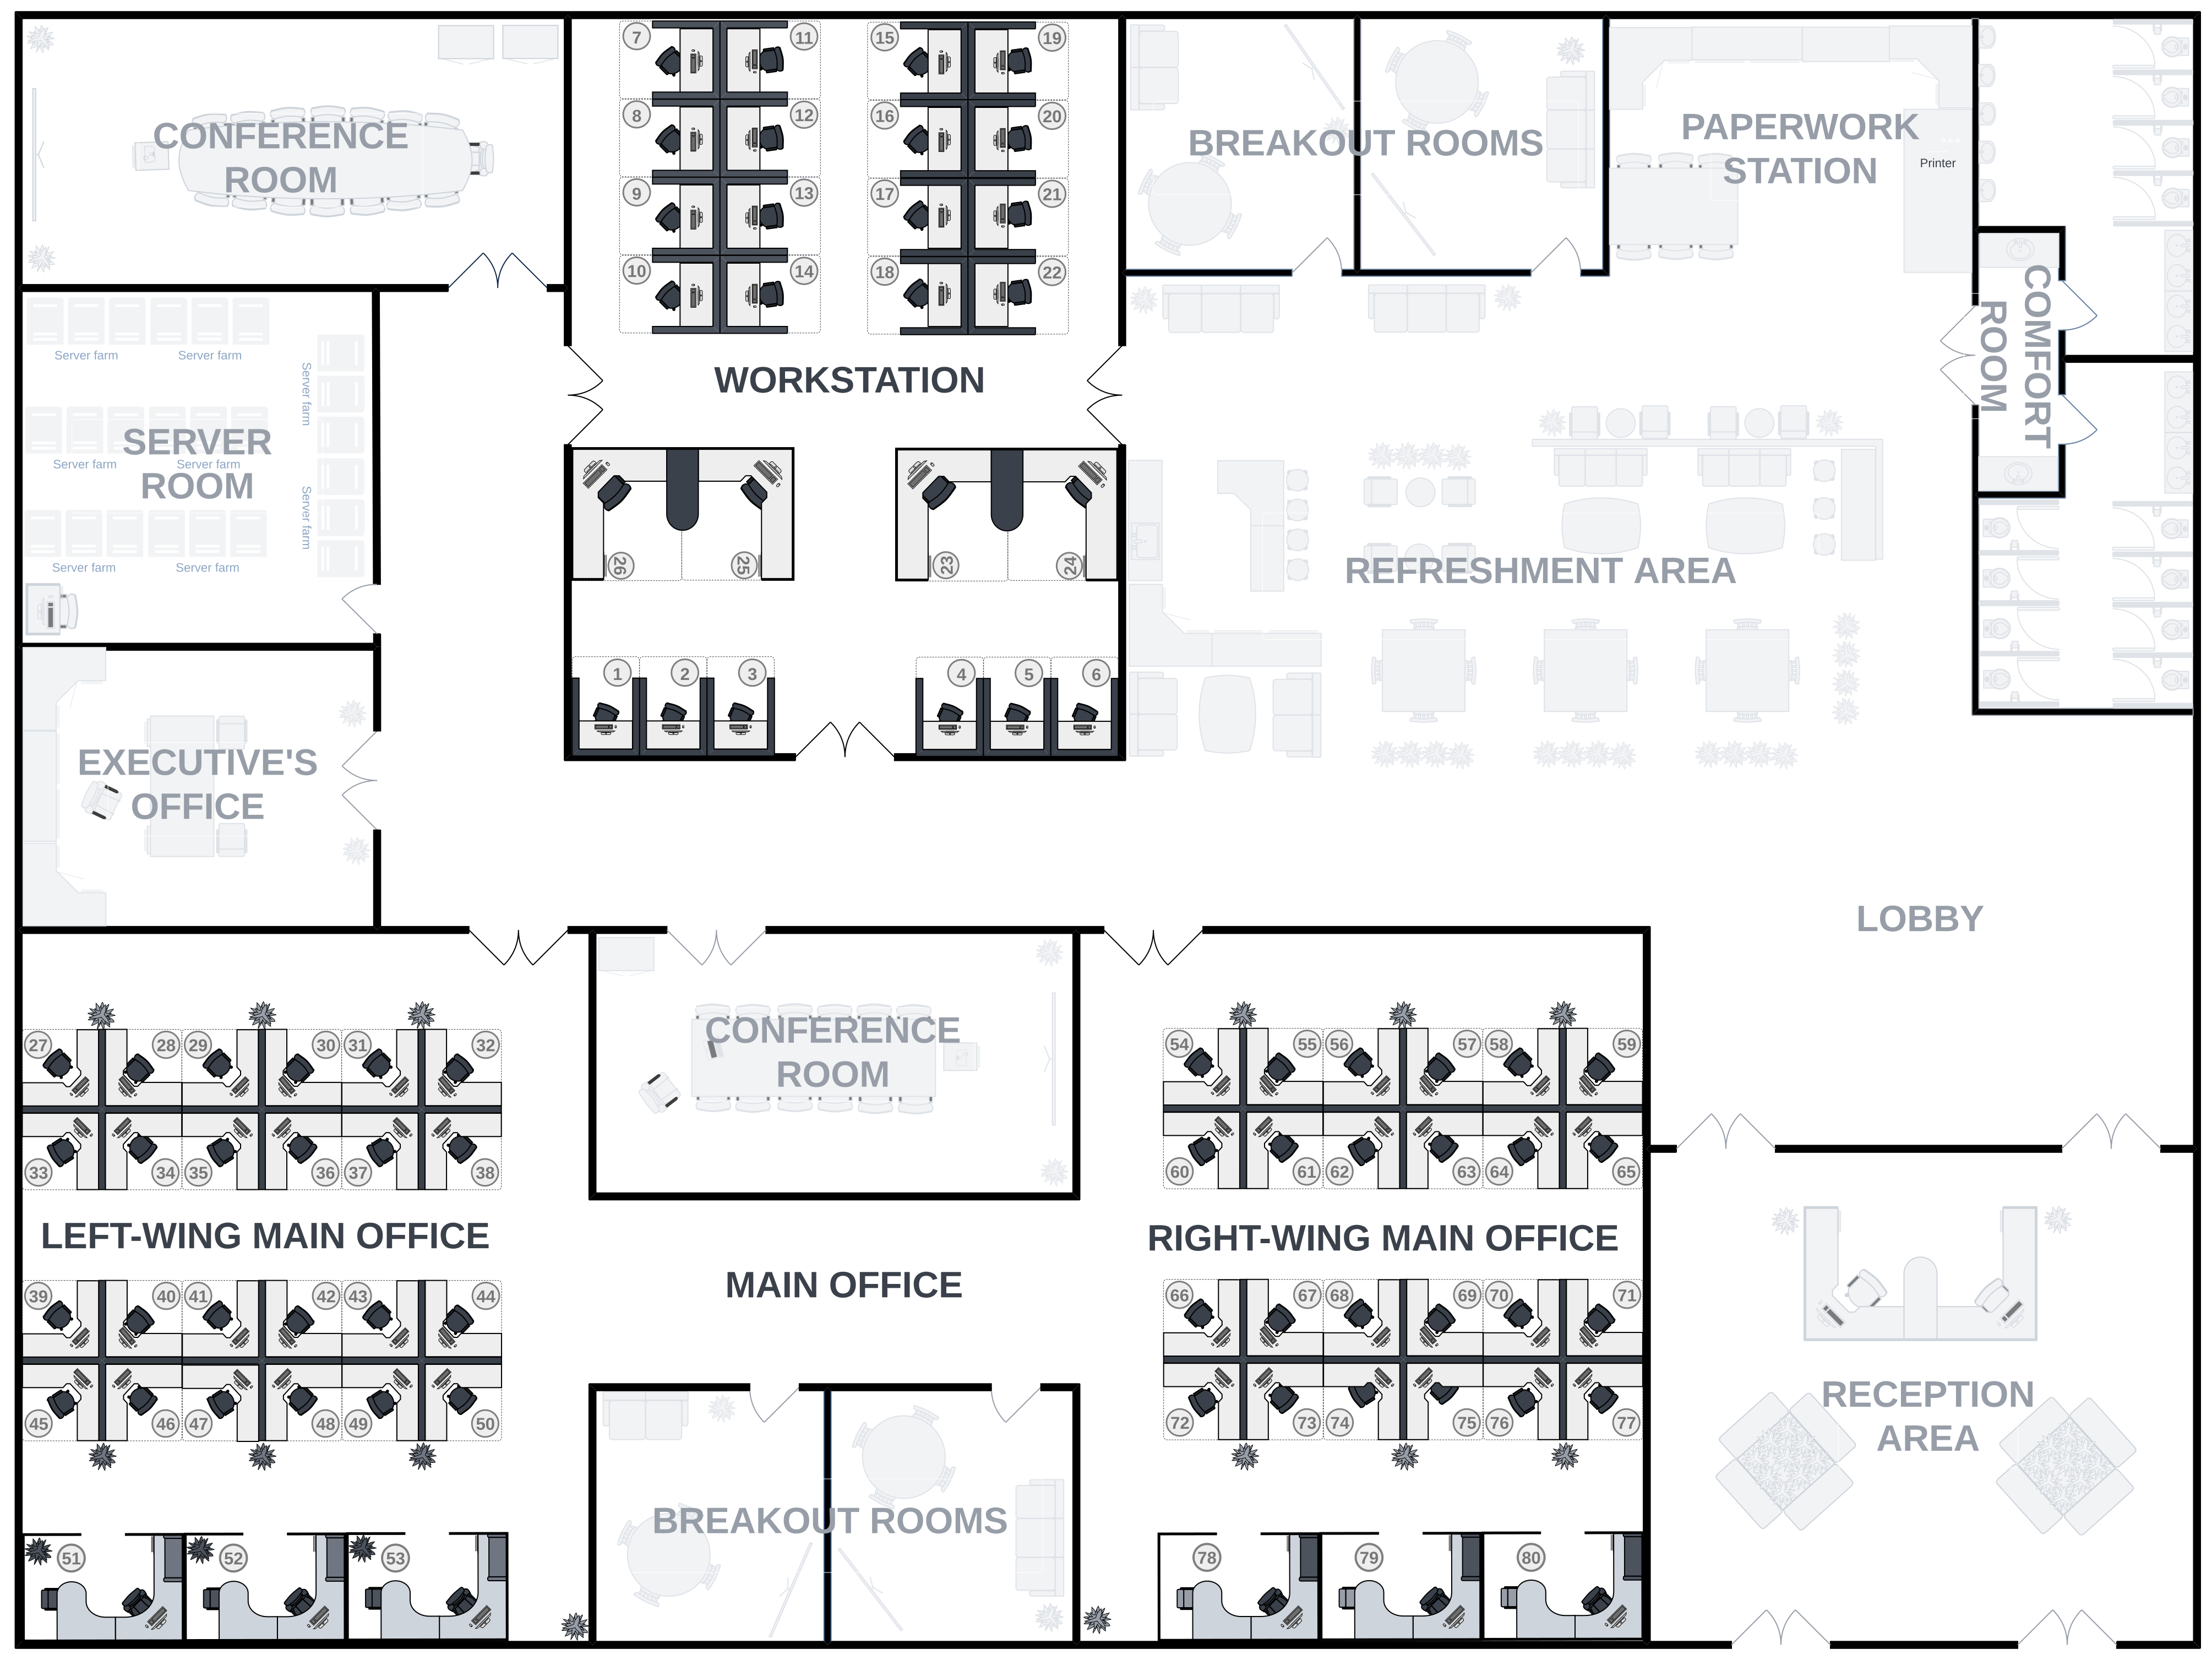 7 11 15 19
8 12 16 20
9 13 17 21
10 14 18 22
CONFERENCE
ROOM
BREAKOUT ROOMS
PAPERWORK
STATION
Printer
COMFORT
ROOM
Server farm Server farm
Server farm
Server farm Server farm
Server farm
Server farm Server farm
SERVER
ROOM
WORKSTATION
26 25 23 24
REFRESHMENT AREA
1 2 3 4 5 6
EXECUTIVE'S
OFFICE
LOBBY
CONFERENCE
ROOM
27 28 29 30 31 32
33 34 35 36 37 38
54 55 56 57 58 59
60 61 62 63 64 65
LEFT-WING MAIN OFFICE
MAIN OFFICE
RIGHT-WING MAIN OFFICE
39 40 41 42 43 44
45 46 47 48 49 50
66 67 68 69 70 71
72 73 74 75 76 77
RECEPTION
AREA
BREAKOUT ROOMS
51 52 53
78 79 80